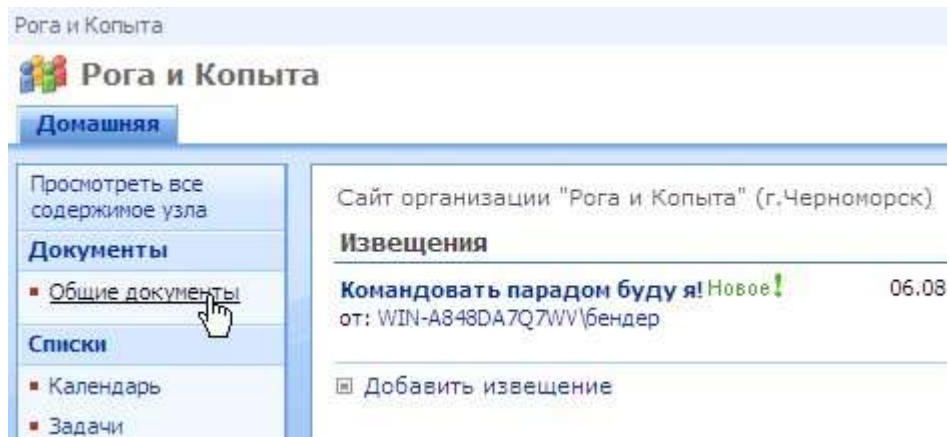 Рога и Копыта
Рога и Копыта
Домашняя
Просмотреть все
содержимое узла
Документы
Общие документы
Списки
Календарь
Задачи
Сайт организации "Рога и Копыта" (г.Черноморск)
Извещения
Командовать парадом буду я! Новое! 06.08
от: WIN-A848DA7Q7WV\бендер
Добавить извещение